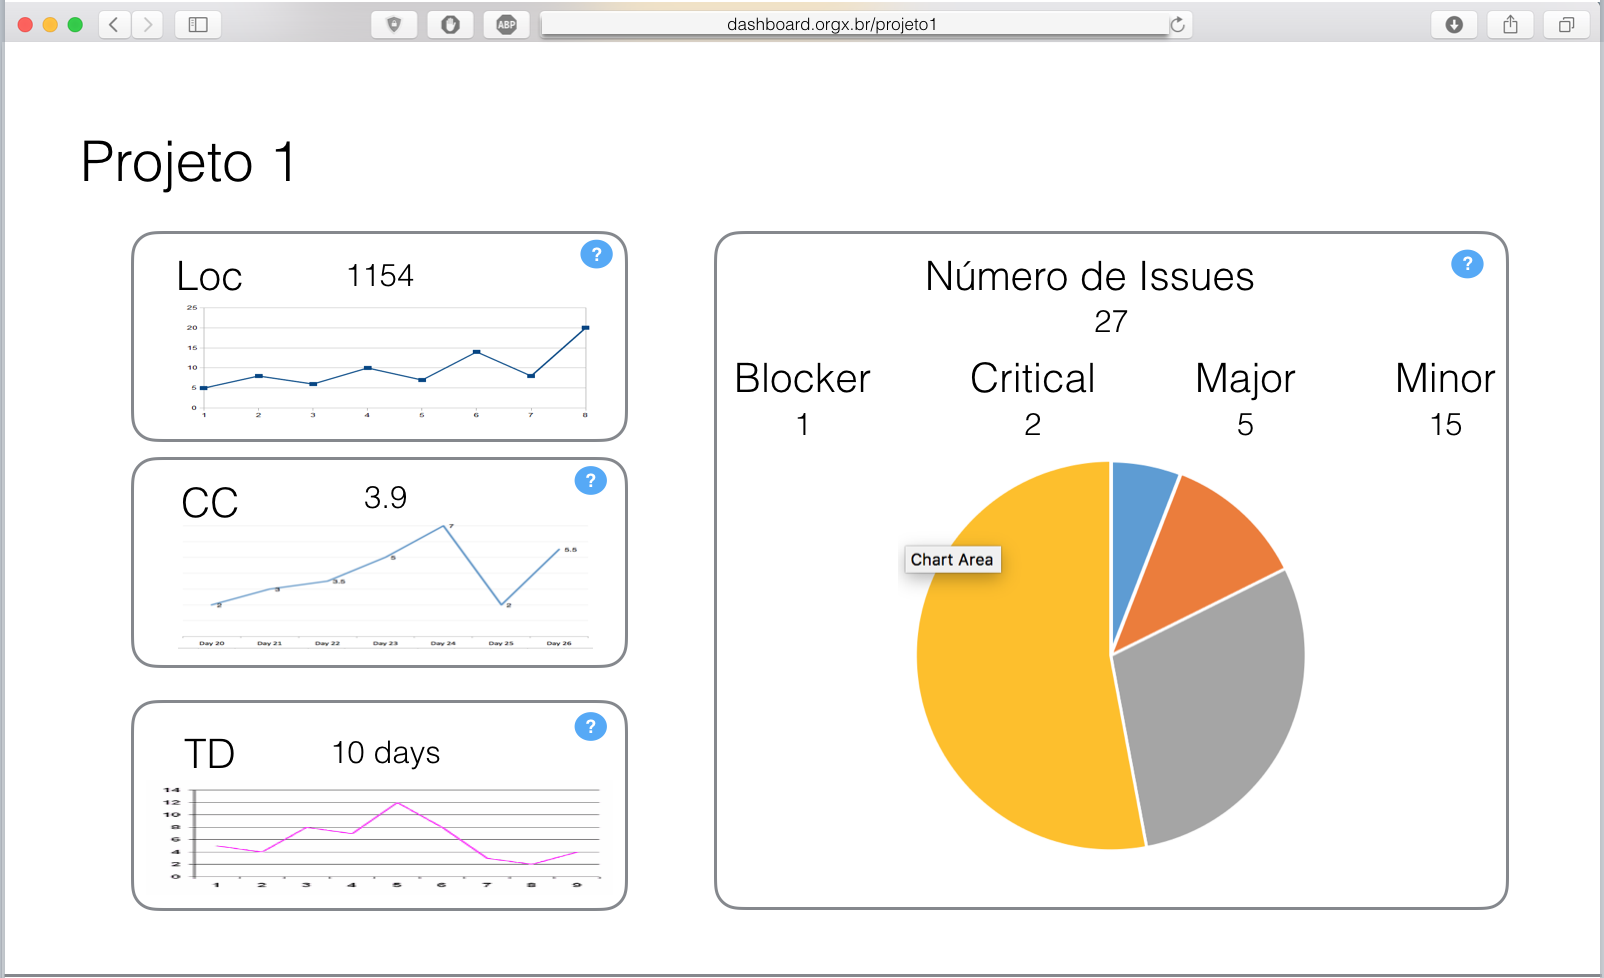 ABP
dashboard.orgx.br/projeto1
Projeto 1
Loc 1154
?
25
20
15
10
5
0
1 2 3 4 5 6 7 8
CC 3.9
?
2 3 3.5 5 7 2 5.5
Day 20 Day 21 Day 22 Day 23 Day 24 Day 25 Day 26
TD 10 days
?
14
12
10
8
6
4
2
0
1 2 3 4 5 6 7 8 9
Número de Issues
?
27
Blocker Critical Major Minor
1 2 5 15
Chart Area